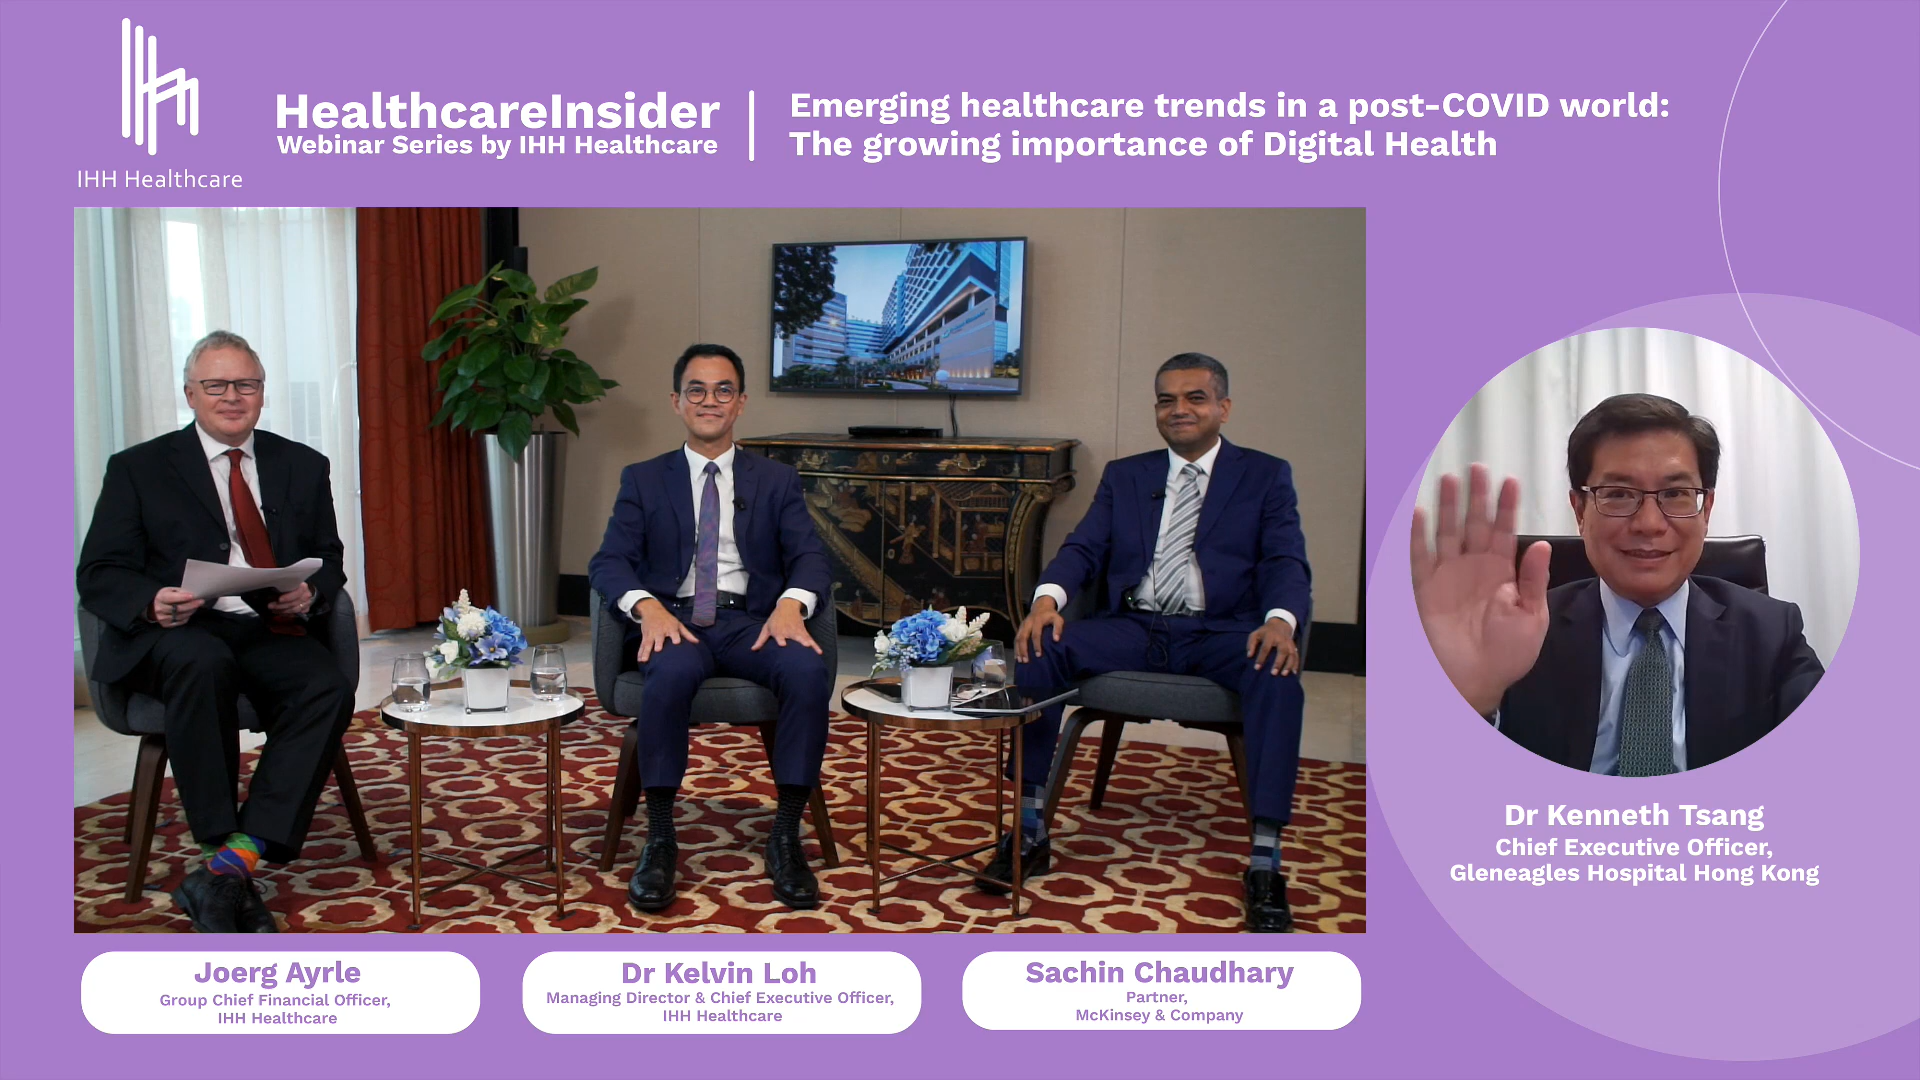 IHH Healthcare
HealthcareInsider
Webinar Series by IHH Healthcare
Emerging healthcare trends in a post-COVID world:
The growing importance of Digital Health
Dr Kenneth Tsang
Chief Executive Officer,
Gleneagles Hospital Hong Kong
Joerg Ayrle
Group Chief Financial Officer,
IHH Healthcare
Dr Kelvin Loh
Managing Director & Chief Executive Officer,
IHH Healthcare
Sachin Chaudhary
Partner,
McKinsey & Company